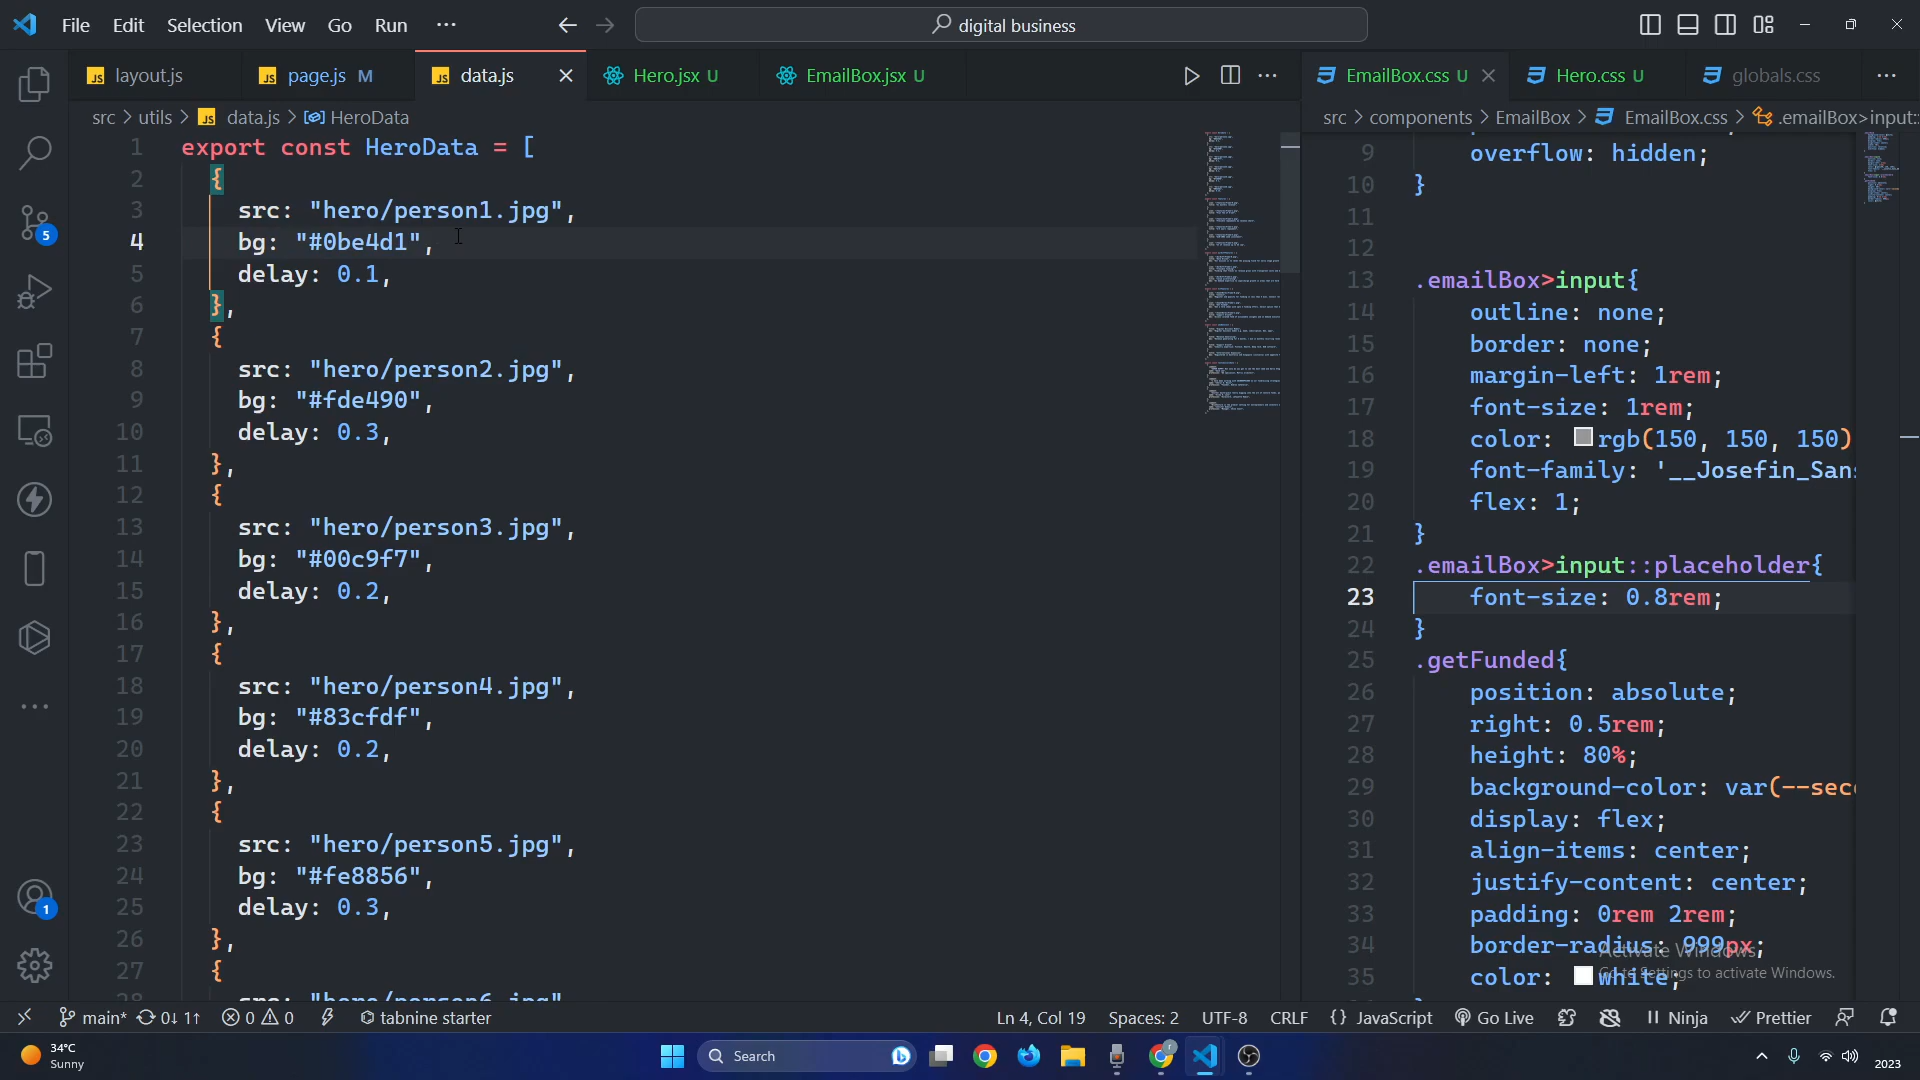 File Edit Selection View Go Run ··· digital business
layout.js page.js M data.js Hero.jsx U EmailBox.jsx U
src > utils > data.js > HeroData
1 export const HeroData = [
2 {
3 src: "hero/person1.jpg",
4 bg: "#0be4d1",
5 delay: 0.1,
6 },
7 {
8 src: "hero/person2.jpg",
9 bg: "#fde490",
10 delay: 0.3,
11 },
12 {
13 src: "hero/person3.jpg",
14 bg: "#00c9f7",
15 delay: 0.2,
16 },
17 {
18 src: "hero/person4.jpg",
19 bg: "#83cfdf",
20 delay: 0.2,
21 },
22 {
23 src: "hero/person5.jpg",
24 bg: "#fe8856",
25 delay: 0.3,
26 },
27 {
28 src: "hero/person6.jpg"
EmailBox.css U Hero.css U globals.css
src > components > EmailBox > EmailBox.css > .emailBox>input:
9 overflow: hidden;
10 }
11
12
13 .emailBox>input{
14 outline: none;
15 border: none;
16 margin-left: 1rem;
17 font-size: 1rem;
18 color: rgb(150, 150, 150)
19 font-family: '__Josefin_Sans
20 flex: 1;
21 }
22 .emailBox>input::placeholder{
23 font-size: 0.8rem;
24 }
25 .getFunded{
26 position: absolute;
27 right: 0.5rem;
28 height: 80%;
29 background-color: var(--seco
30 display: flex;
31 align-items: center;
32 justify-content: center;
33 padding: 0rem 2rem;
34 border-radius: 999px;
35 color: white;
Activate Windows
Go to Settings to activate Windows.
main* 0↓ 1↑ 0 0 tabnine starter Ln 4, Col 19 Spaces: 2 UTF-8 CRLF {} JavaScript Go Live Ninja Prettier
5
1
34°C
Sunny
Search
2023